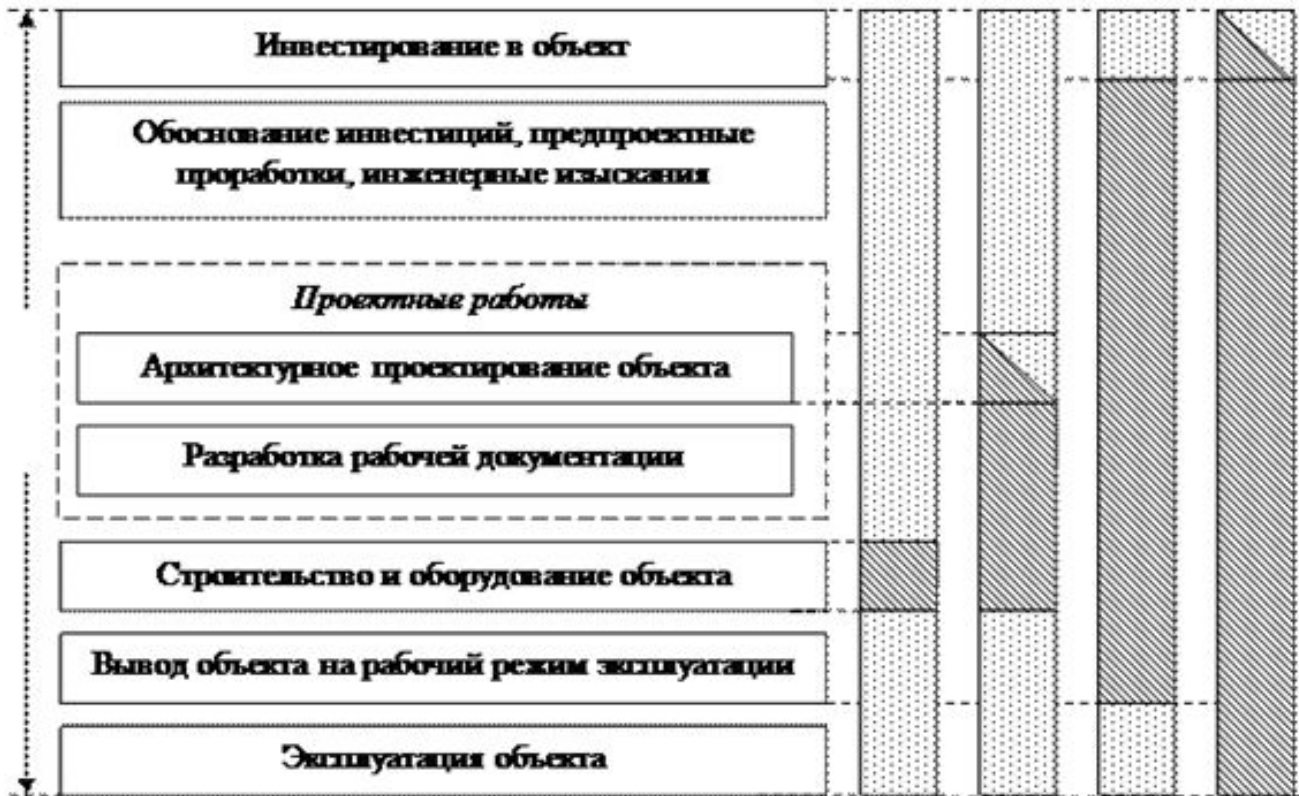 Инвестирование в объект
Обоснование инвестиций, предпроектные
проработки, инженерные изыскания
Проектные работы
Архитектурное проектирование объекта
Разработка рабочей документации
Строительство и оборудование объекта
Вывод объекта на рабочий режим эксплуатации
Эксплуатация объекта